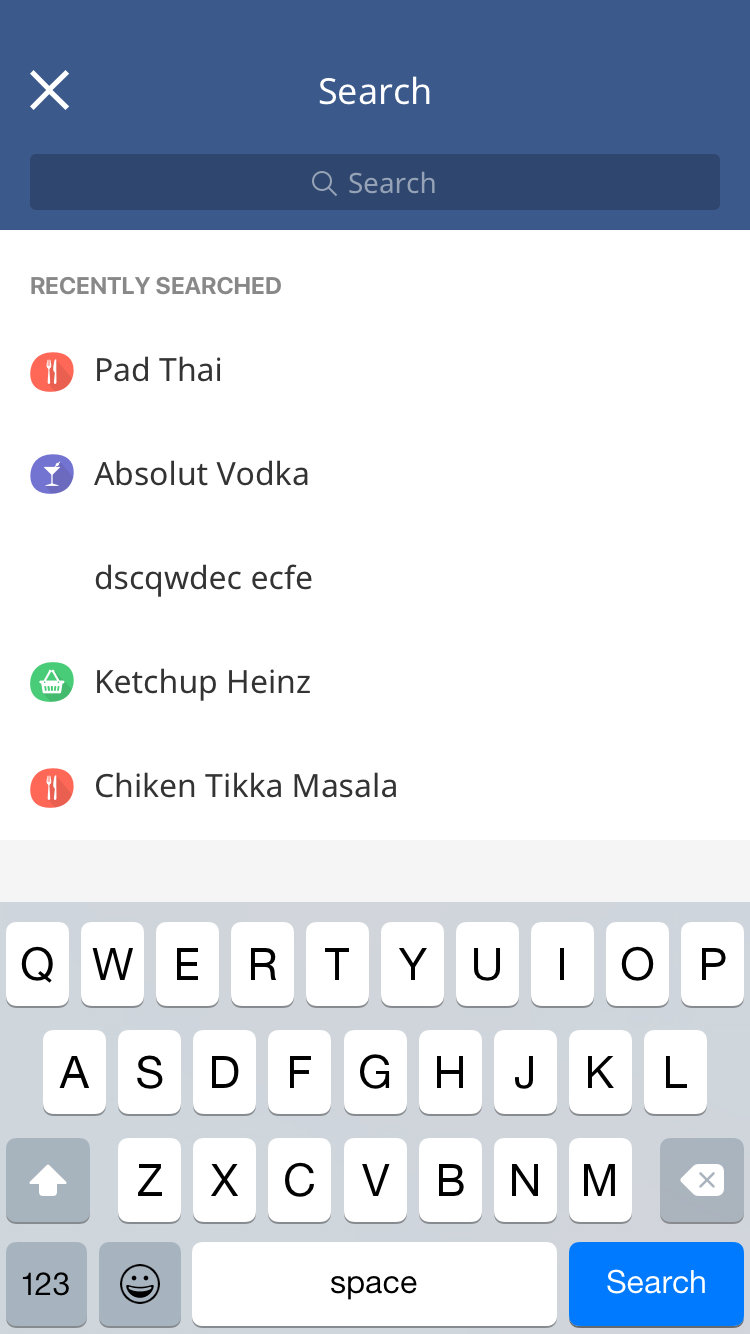 Search
Search
RECENTLY SEARCHED
Pad Thai
Absolut Vodka
dscqwdec ecfe
Ketchup Heinz
Chiken Tikka Masala
Q W E R T Y U I O P
A S D F G H J K L
Z X C V B N M
123 space Search